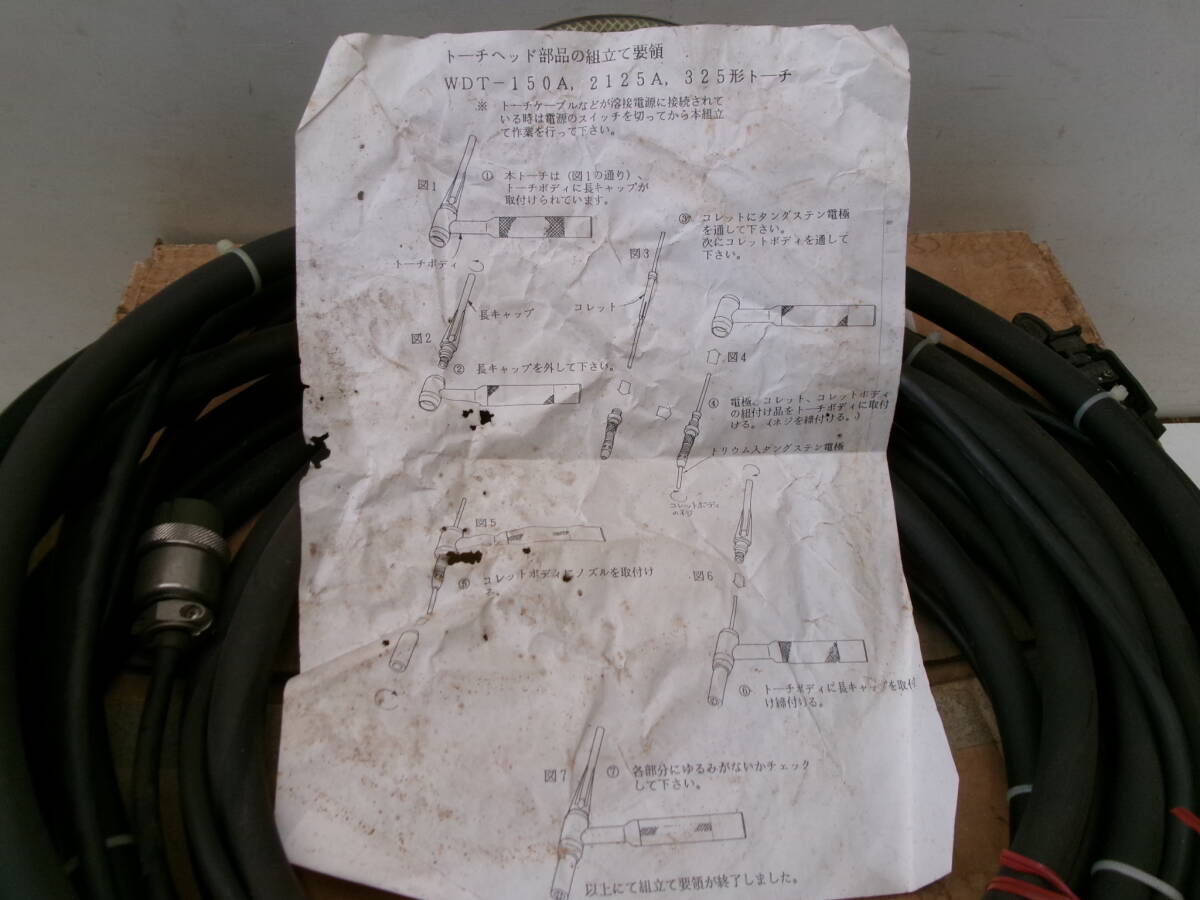 トーチヘッド部品の組立て要領
WDT－150A，2125A，325形トーチ
※ トーチケーブルなどが溶接電源に接続されて
いる時は電源のスイッチを切ってから本組立
て作業を行って下さい。
図1
① 本トーチは（図1の通り）、
トーチボディに長キャップが
取付けられています。
トーチボディ
長キャップ
図2
② 長キャップを外して下さい。
③ コレットにタングステン電極
を通して下さい。
次にコレットボディを通して
下さい。
図3
コレット
図4
④ 電極、コレット、コレットボディ
の組付け品をトーチボディに取付
ける。（ネジを締付ける。）
トリウム入タングステン電極
コレットボディ
図5
⑤ コレットボディにノズルを取付け
る。
図6
⑥ トーチボディに長キャップを取付
け締付ける。
図7
⑦ 各部分にゆるみがないかチェック
して下さい。
以上にて組立て要領が終了しました。